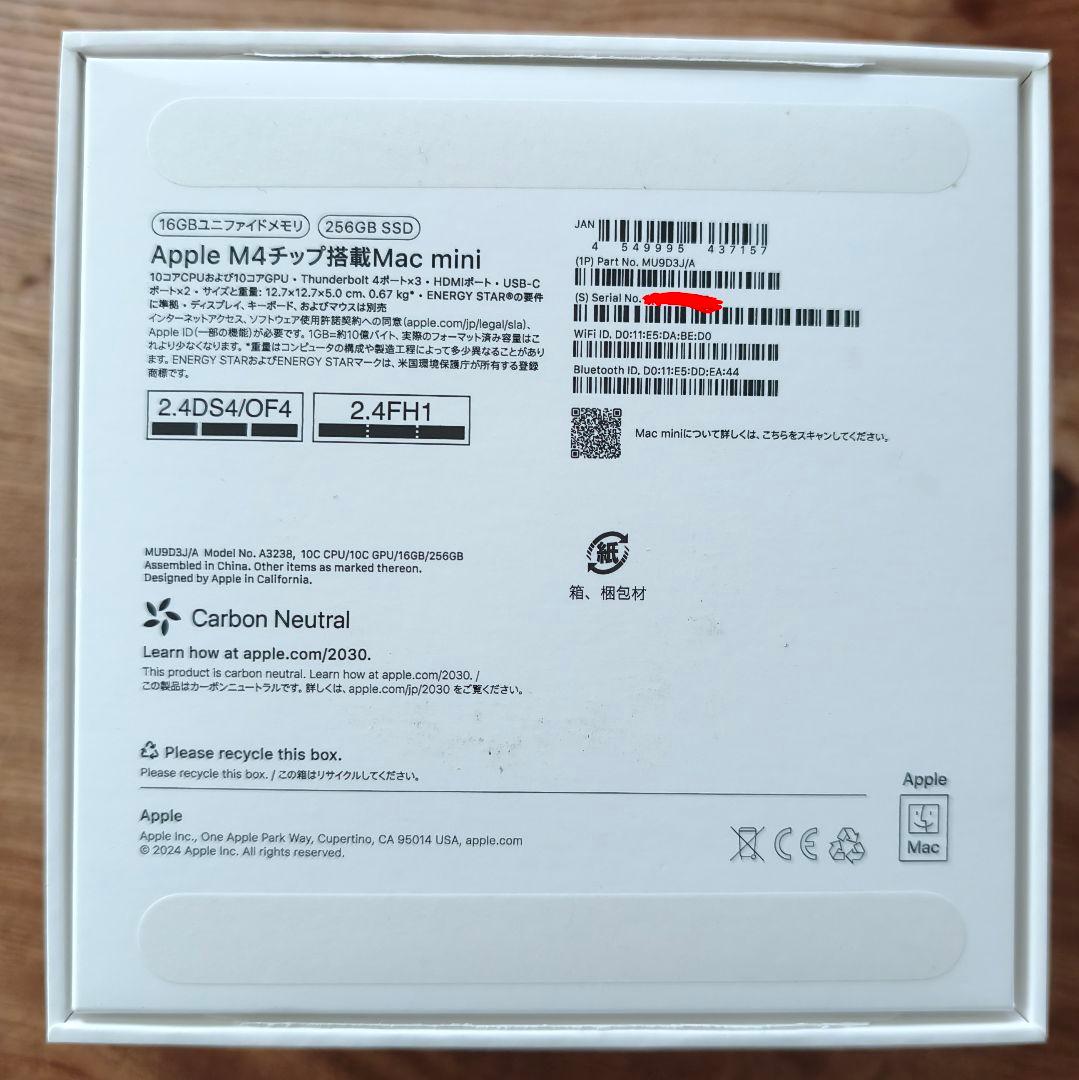 16GBユニファイドメモリ 256GB SSD
Apple M4チップ搭載Mac mini
10コアCPUおよび10コアGPU・Thunderbolt 4ポート×3・HDMIポート・USB-C
ポート×2・サイズと重量: 12.7×12.7×5.0 cm、0.67 kg*・ENERGY STAR®の要件
に準拠・ディスプレイ、キーボード、およびマウスは別売
インターネットアクセス、ソフトウェア使用許諾契約への同意(apple.com/jp/legal/sla)、
Apple ID(一部の機能)が必要です。1GB=約10億バイト、実際のフォーマット済み容量はこ
れより少なくなります。*重量はコンピュータの構成や製造工程によって多少異なることがあり
ます。ENERGY STARおよびENERGY STARマークは、米国環境保護庁が所有する登録
商標です。
2.4DS4/OF4
2.4FH1
JAN
4 549995 437157
(1P) Part No. MU9D3J/A
(S) Serial No.
WiFi ID. D0:11:E5:DA:BE:D0
Bluetooth ID. D0:11:E5:DD:EA:44
Mac miniについて詳しくは、こちらをスキャンしてください。
MU9D3J/A Model No. A3238, 10C CPU/10C GPU/16GB/256GB
Assembled in China. Other items as marked thereon.
Designed by Apple in California.
紙
箱、梱包材
Carbon Neutral
Learn how at apple.com/2030.
This product is carbon neutral. Learn how at apple.com/2030. /
この製品はカーボンニュートラルです。詳しくは、apple.com/jp/2030 をご覧ください。
Please recycle this box.
Please recycle this box. / この箱はリサイクルしてください。
Apple
Apple Inc., One Apple Park Way, Cupertino, CA 95014 USA, apple.com
© 2024 Apple Inc. All rights reserved.
CE
Apple
Mac